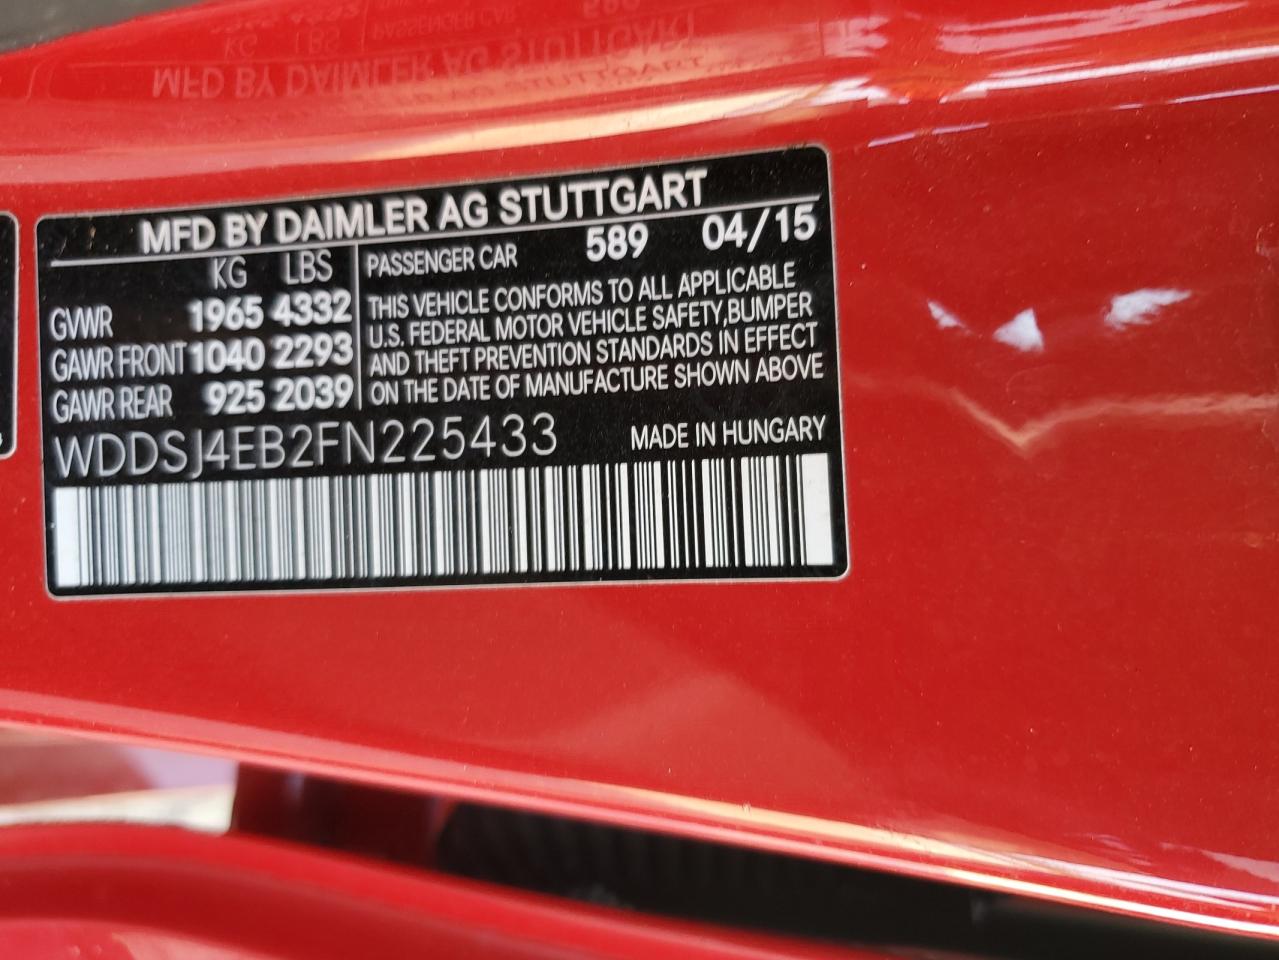 MFD BY DAIMLER AG STUTTGART
KG LBS
GVWR 1965 4332
GAWR FRONT 1040 2293
GAWR REAR 925 2039
PASSENGER CAR 589 04/15
THIS VEHICLE CONFORMS TO ALL APPLICABLE
U.S. FEDERAL MOTOR VEHICLE SAFETY,BUMPER
AND THEFT PREVENTION STANDARDS IN EFFECT
ON THE DATE OF MANUFACTURE SHOWN ABOVE
WDDSJ4EB2FN225433 MADE IN HUNGARY